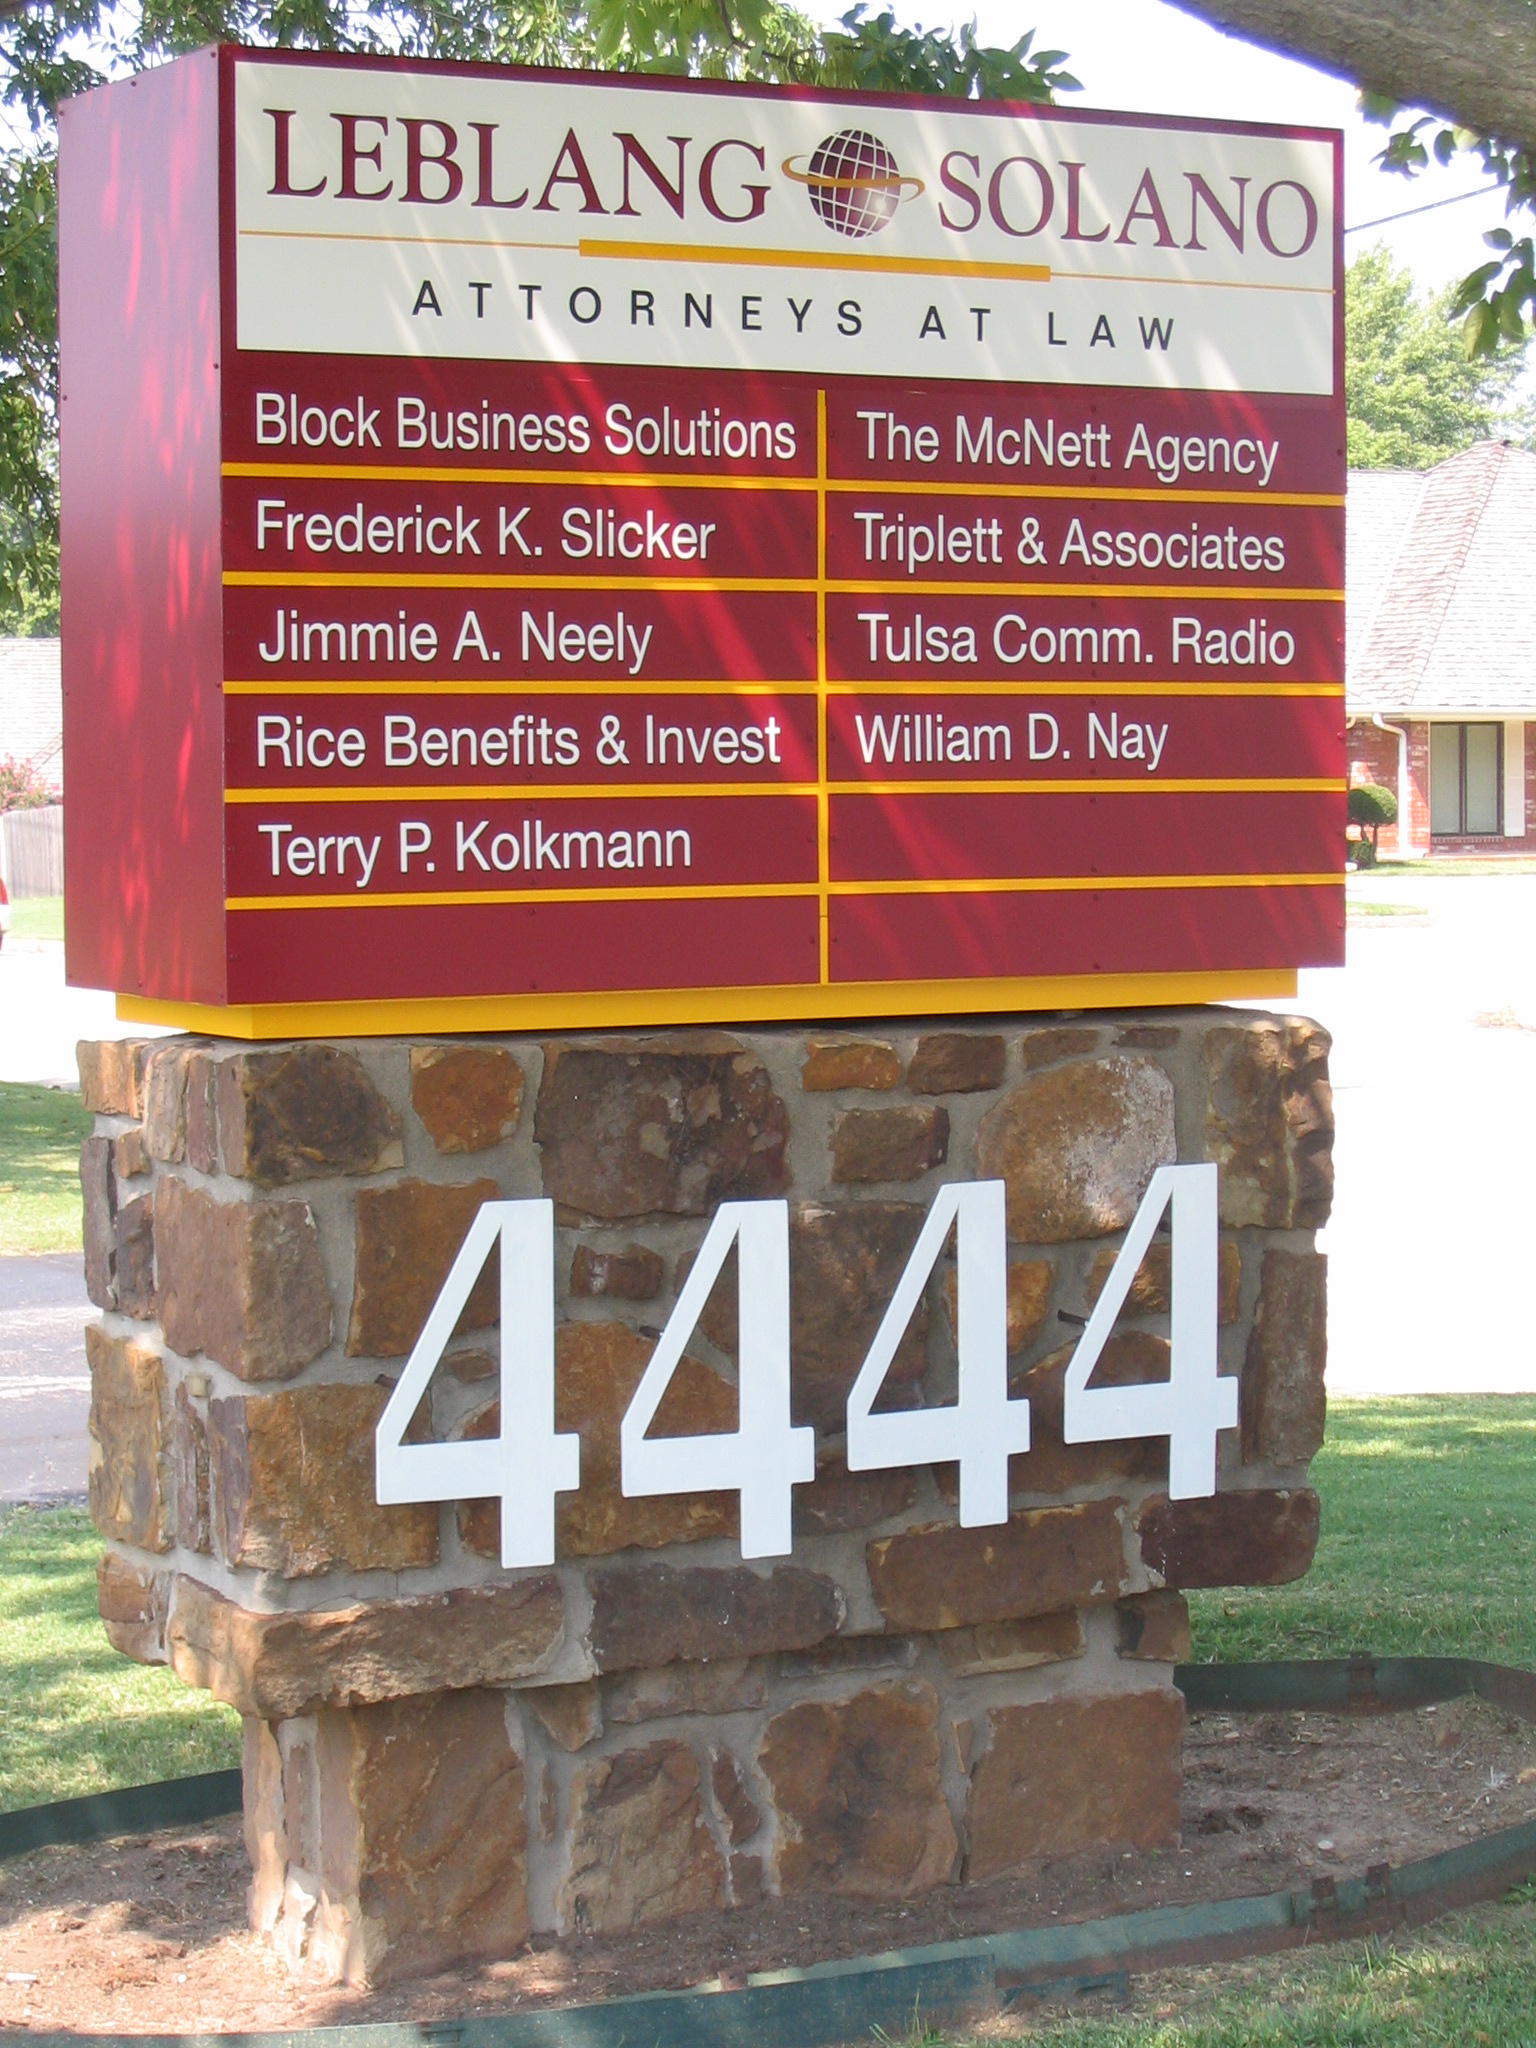 LEBLANG SOLANO
ATTORNEYS AT LAW
Block Business Solutions
Frederick K. Slicker
Jimmie A. Neely
Rice Benefits & Invest
Terry P. Kolkmann
The McNett Agency
Triplett & Associates
Tulsa Comm. Radio
William D. Nay
4444